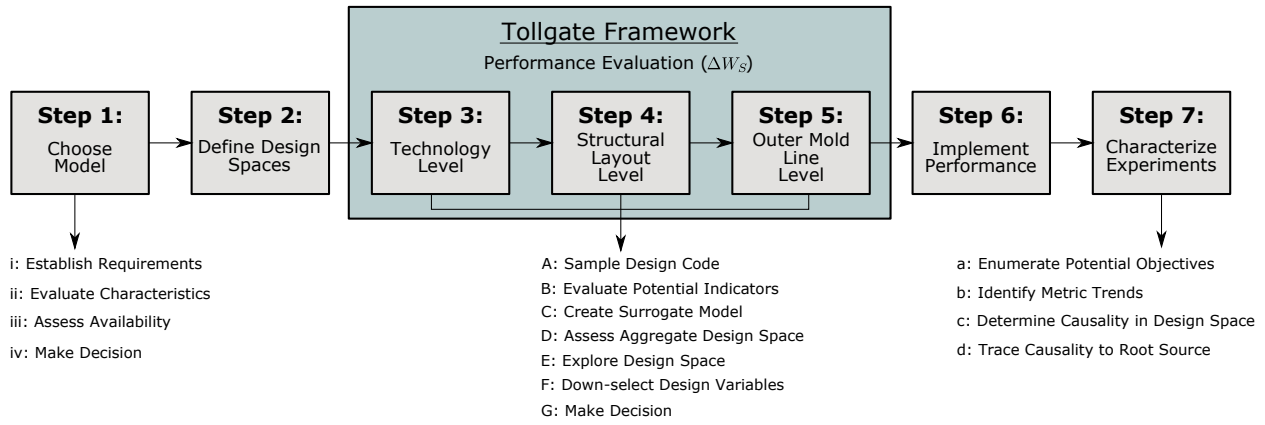 Tollgate Framework
Performance Evaluation (ΔW_S)
Step 1:
Choose
Model
Step 2:
Define Design
Spaces
Step 3:
Technology
Level
Step 4:
Structural
Layout
Level
Step 5:
Outer Mold
Line
Level
Step 6:
Implement
Performance
Step 7:
Characterize
Experiments
i: Establish Requirements
ii: Evaluate Characteristics
iii: Assess Availability
iv: Make Decision
A: Sample Design Code
B: Evaluate Potential Indicators
C: Create Surrogate Model
D: Assess Aggregate Design Space
E: Explore Design Space
F: Down-select Design Variables
G: Make Decision
a: Enumerate Potential Objectives
b: Identify Metric Trends
c: Determine Causality in Design Space
d: Trace Causality to Root Source